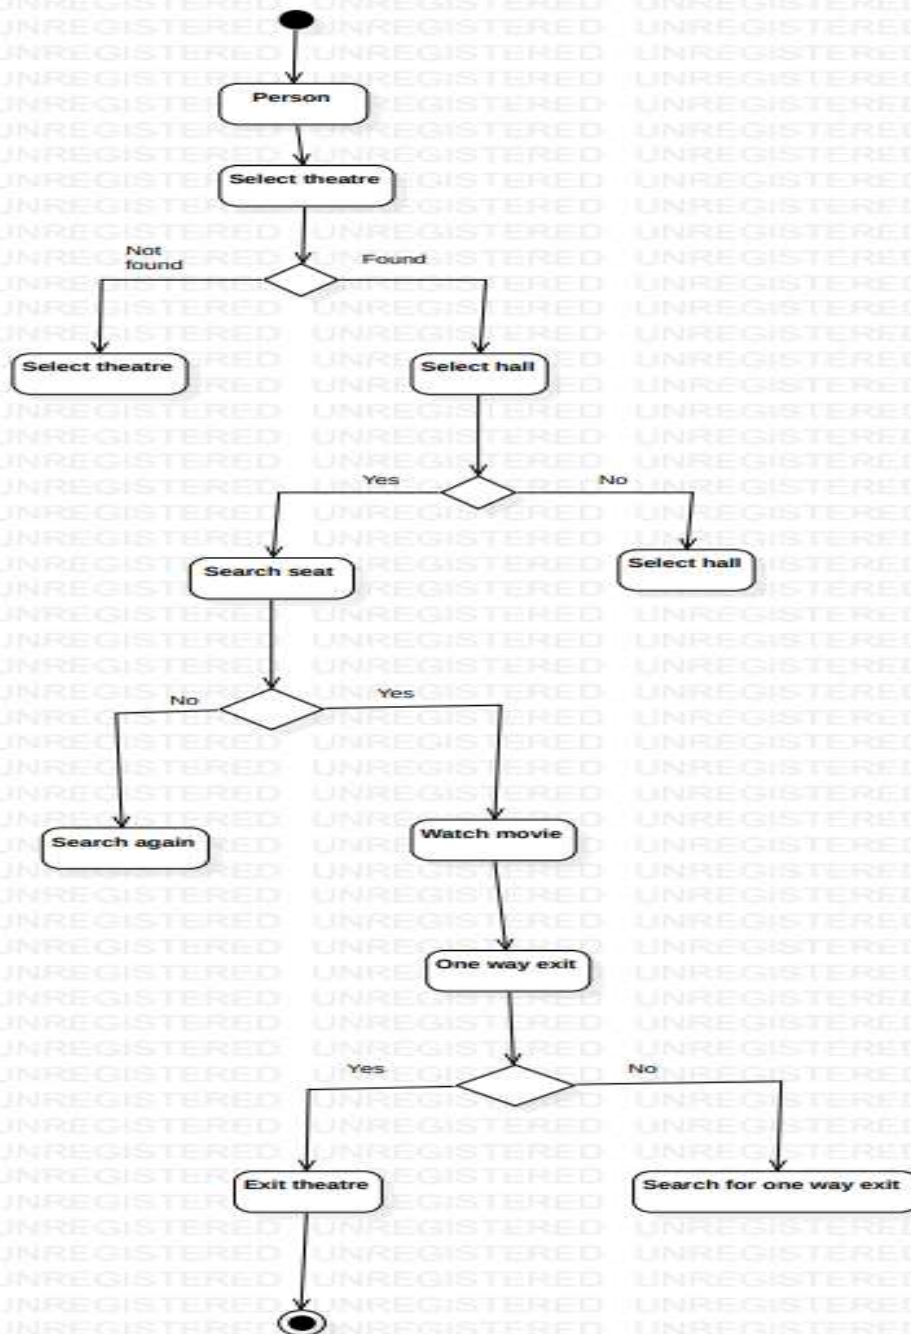 Person
Select theatre
Not
found
Found
Select theatre
Select hall
Yes
No
Search seat
Select hall
No
Yes
Search again
Watch movie
One way exit
Yes
No
Exit theatre
Search for one way exit
UNREGISTERED